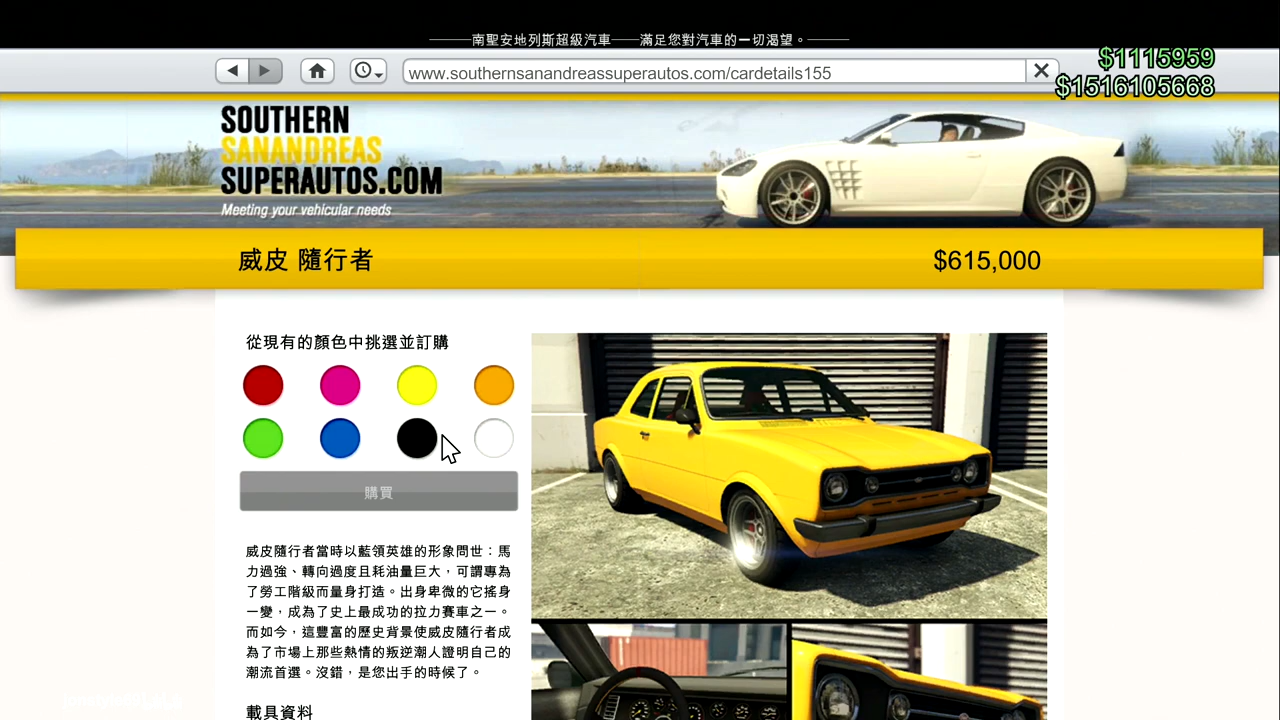 南聖安地列斯超級汽車——滿足您對汽車的一切渴望。
www.southernsanandreassuperautos.com/cardetails155
$1115959
$1516105668
SOUTHERN
SANANDREAS
SUPERAUTOS.COM
Meeting your vehicular needs
威皮 隨行者
$615,000
從現有的顏色中挑選並訂購
購買
威皮隨行者當時以藍領英雄的形象問世：馬
力過強、轉向過度且耗油量巨大，可謂專為
了勞工階級而量身打造。出身卑微的它搖身
一變，成為了史上最成功的拉力賽車之一。
而如今，這豐富的歷史背景使威皮隨行者成
為了市場上那些熱情的叛逆潮人證明自己的
潮流首選。沒錯，是您出手的時候了。
載具資料